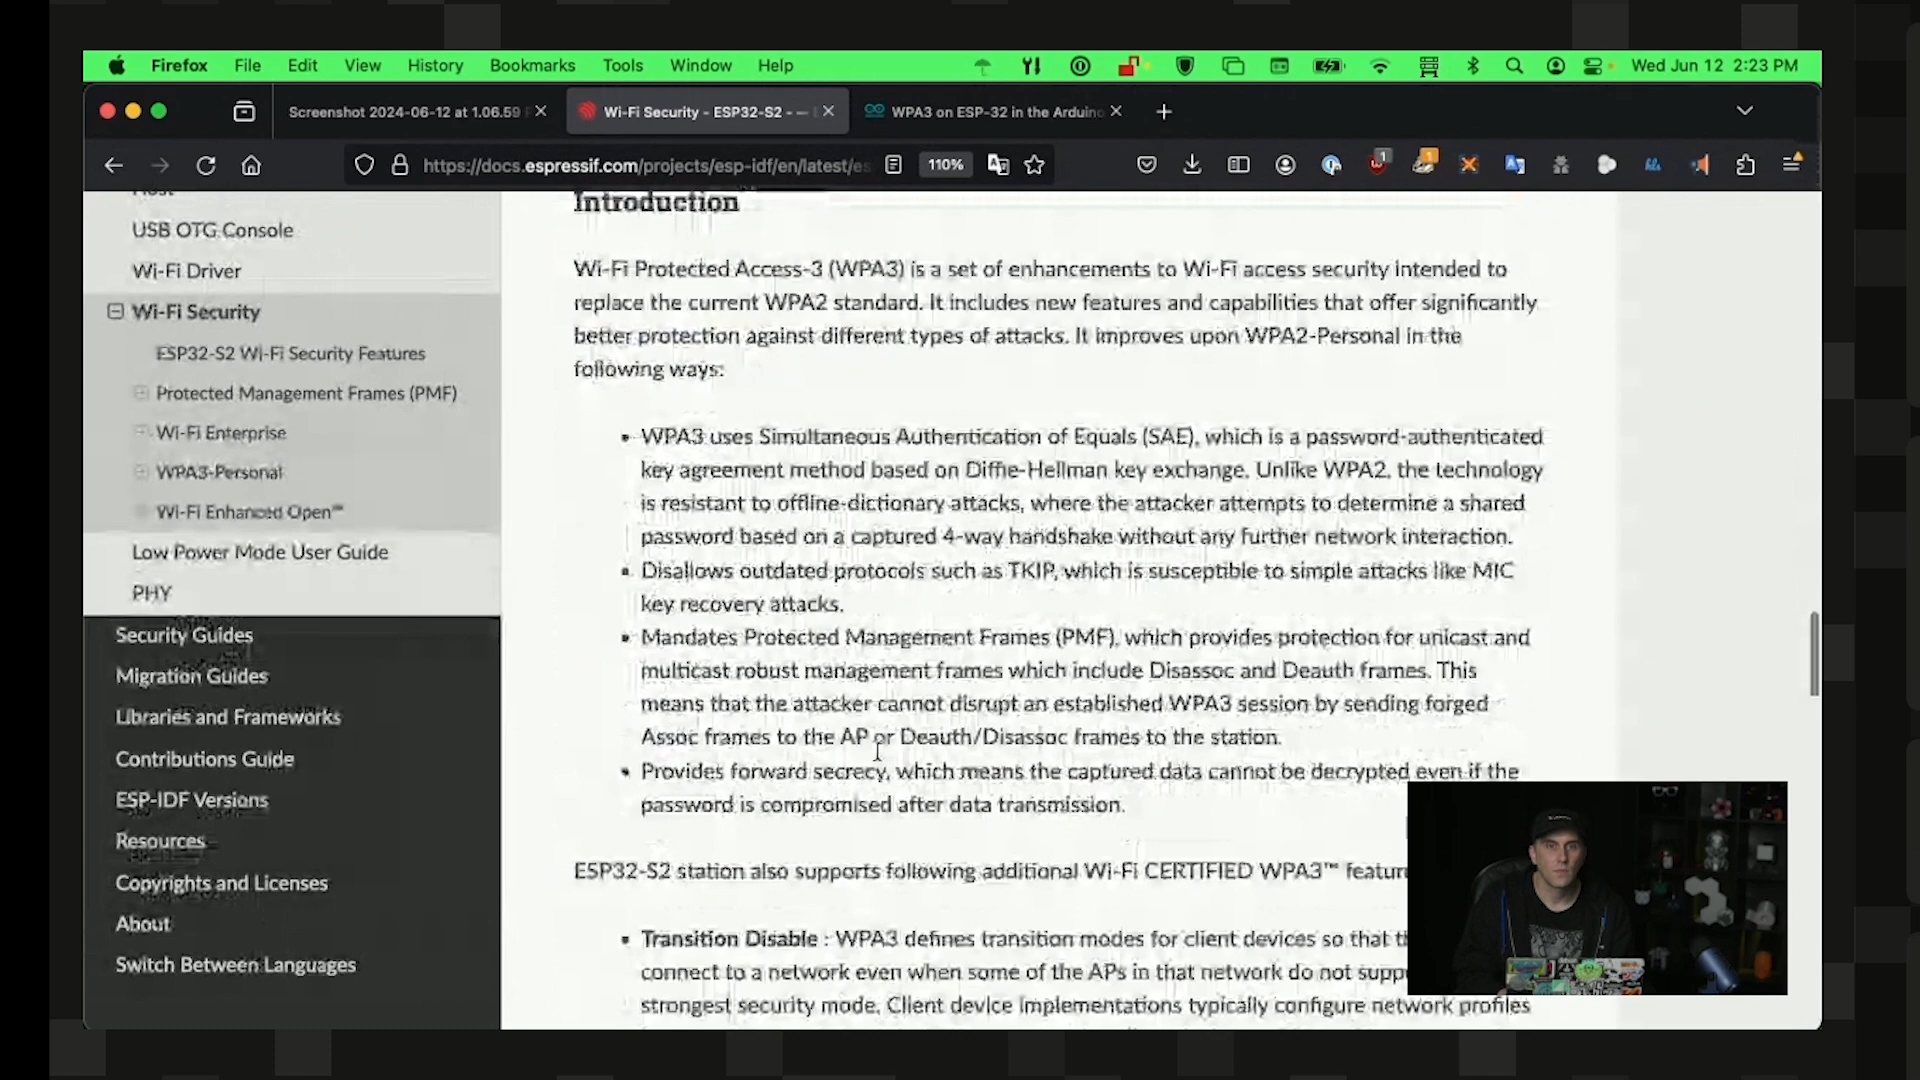 Firefox File Edit View History Bookmarks Tools Window Help Wed Jun 12 2:23 PM
Screenshot 2024-06-12 at 1.06.59
Wi-Fi Security - ESP32-S2 -
WPA3 on ESP-32 in the Arduino
https://docs.espressif.com/projects/esp-idf/en/latest/es
110%
1
1
Host
USB OTG Console
Wi-Fi Driver
Wi-Fi Security
ESP32-S2 Wi-Fi Security Features
Protected Management Frames (PMF)
Wi-Fi Enterprise
WPA3-Personal
Wi-Fi Enhanced Open™
Low Power Mode User Guide
PHY
Security Guides
Migration Guides
Libraries and Frameworks
Contributions Guide
ESP-IDF Versions
Resources
Copyrights and Licenses
About
Switch Between Languages
Introduction
Wi-Fi Protected Access-3 (WPA3) is a set of enhancements to Wi-Fi access security intended to
replace the current WPA2 standard. It includes new features and capabilities that offer significantly
better protection against different types of attacks. It improves upon WPA2-Personal in the
following ways:
WPA3 uses Simultaneous Authentication of Equals (SAE), which is a password-authenticated
key agreement method based on Diffie-Hellman key exchange. Unlike WPA2, the technology
is resistant to offline-dictionary attacks, where the attacker attempts to determine a shared
password based on a captured 4-way handshake without any further network interaction.
Disallows outdated protocols such as TKIP, which is susceptible to simple attacks like MIC
key recovery attacks.
Mandates Protected Management Frames (PMF), which provides protection for unicast and
multicast robust management frames which include Disassoc and Deauth frames. This
means that the attacker cannot disrupt an established WPA3 session by sending forged
Assoc frames to the AP or Deauth/Disassoc frames to the station.
Provides forward secrecy, which means the captured data cannot be decrypted even if the
password is compromised after data transmission.
ESP32-S2 station also supports following additional Wi-Fi CERTIFIED WPA3™ featur
Transition Disable : WPA3 defines transition modes for client devices so that th
connect to a network even when some of the APs in that network do not supp
strongest security mode. Client device implementations typically configure network profiles